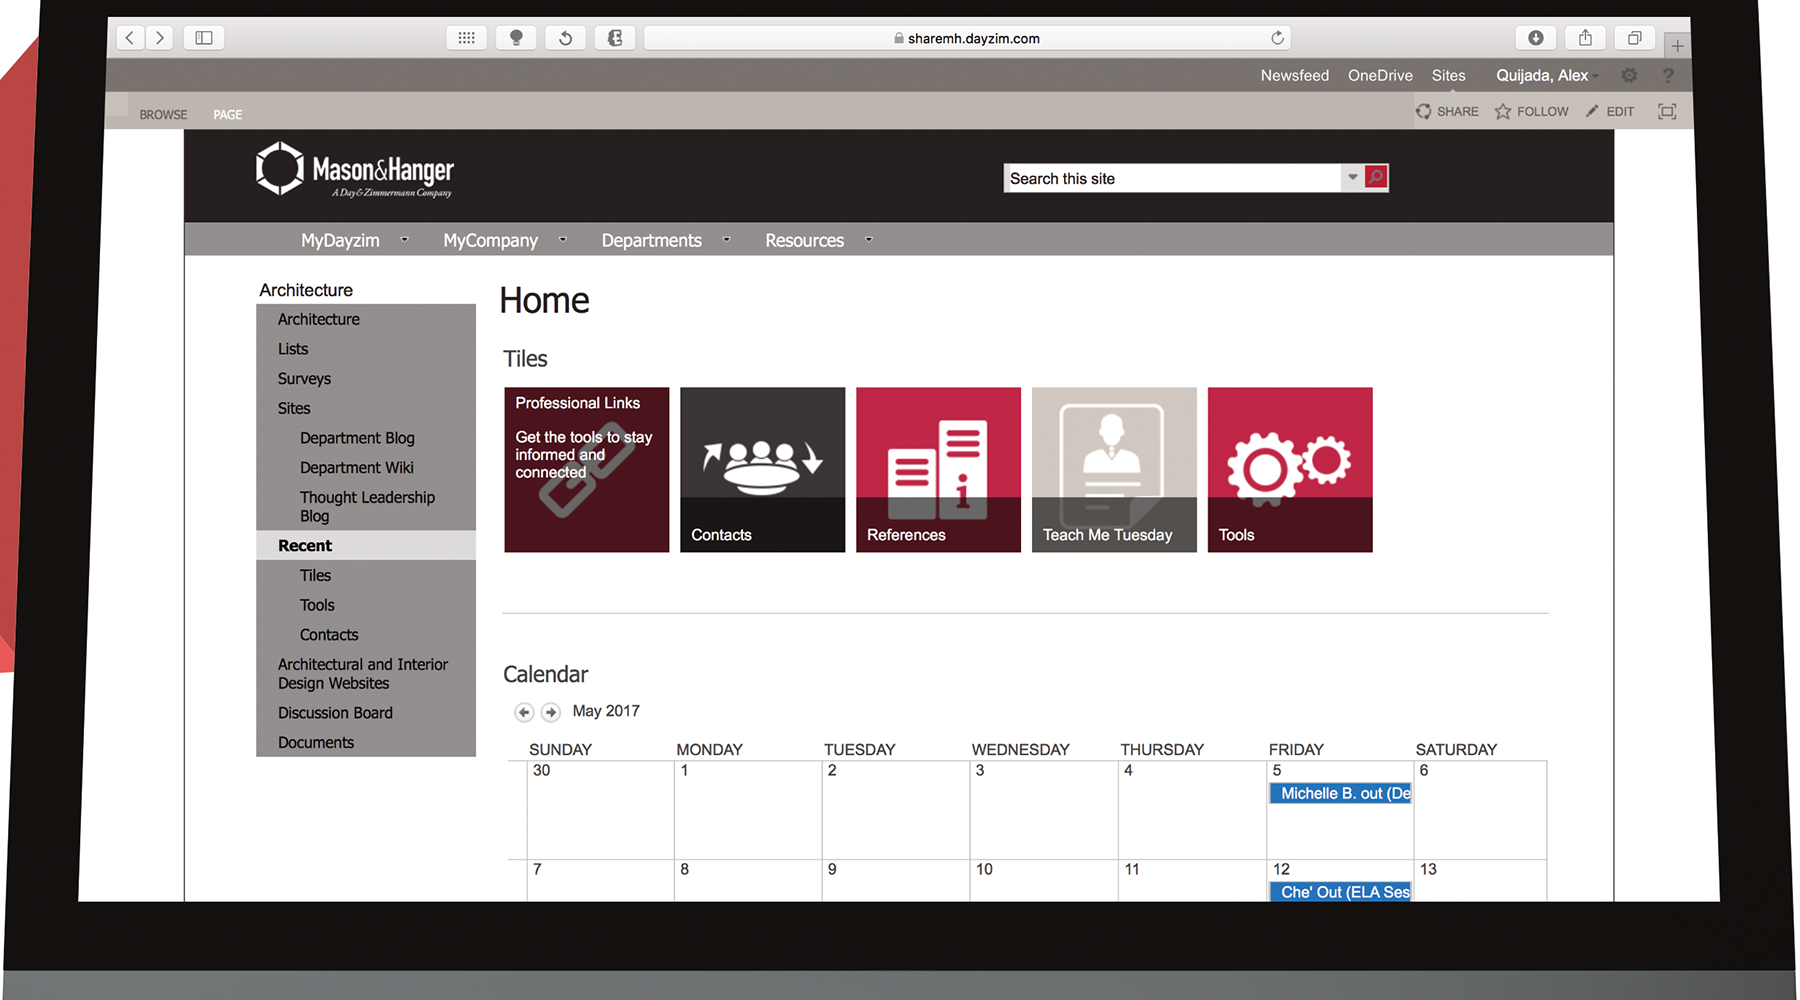 sharemh.dayzim.com
Newsfeed OneDrive Sites Quijada, Alex ?
BROWSE PAGE SHARE FOLLOW EDIT
Mason&Hanger
A Day & Zimmermann Company
Search this site
MyDayzim MyCompany Departments Resources
Architecture
Architecture
Lists
Surveys
Sites
Department Blog
Department Wiki
Thought Leadership
Blog
Recent
Tiles
Tools
Contacts
Architectural and Interior
Design Websites
Discussion Board
Documents
Home
Tiles
Professional Links
Get the tools to stay
informed and
connected
Contacts
References
Teach Me Tuesday
Tools
Calendar
May 2017
SUNDAY MONDAY TUESDAY WEDNESDAY THURSDAY FRIDAY SATURDAY
30 1 2 3 4 5 6
Michelle B. out (De
7 8 9 10 11 12 13
Che' Out (ELA Ses